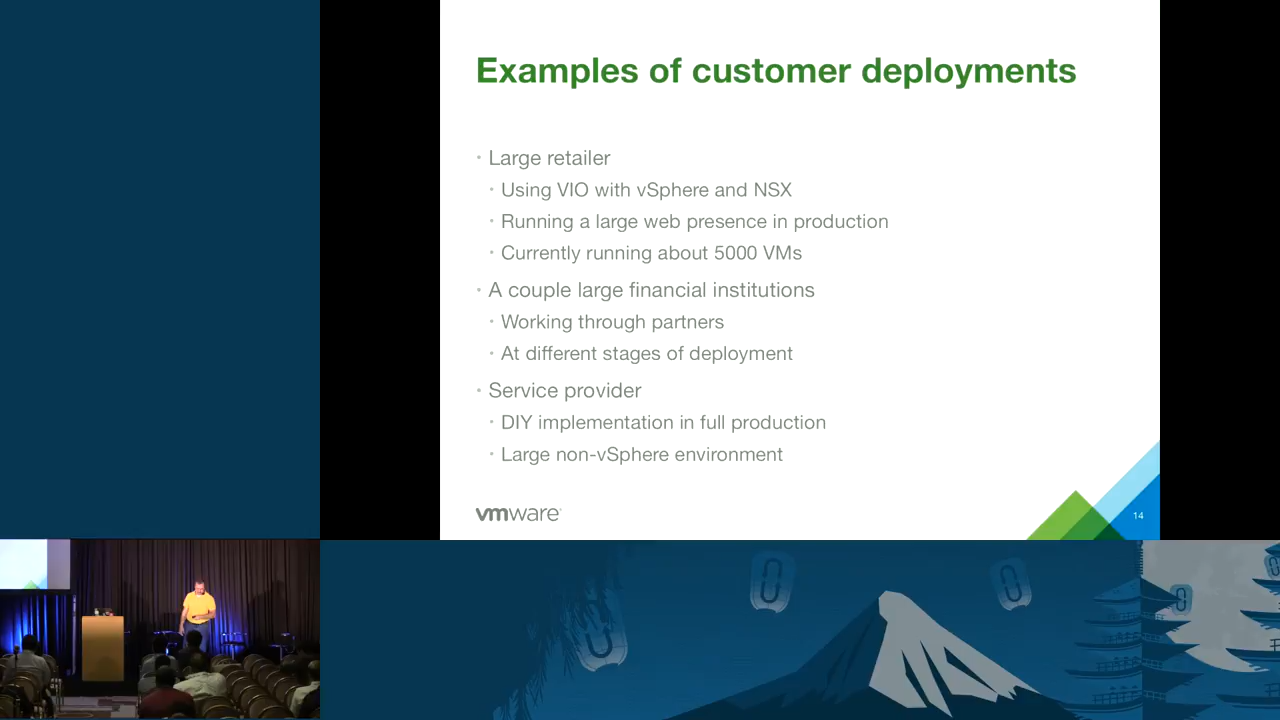 Examples of customer deployments
• Large retailer
• Using VIO with vSphere and NSX
• Running a large web presence in production
• Currently running about 5000 VMs
• A couple large financial institutions
• Working through partners
• At different stages of deployment
• Service provider
• DIY implementation in full production
• Large non-vSphere environment
vmware
14